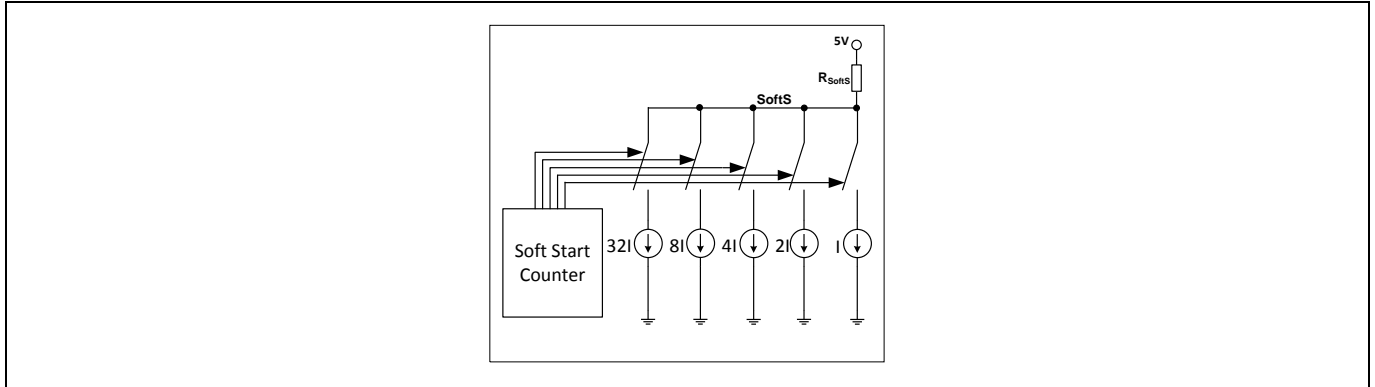 5V
RSoftS
SoftS
Soft Start
Counter
32I
8I
4I
2I
I